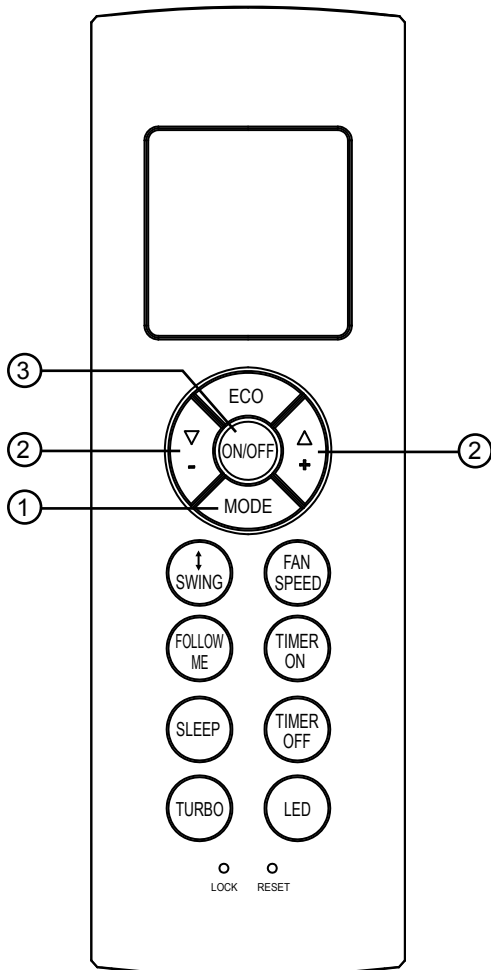 ③
ECO
②
▽
-
ON/OFF
△
+
②
①
MODE
↕
SWING
FAN
SPEED
FOLLOW
ME
TIMER
ON
SLEEP
TIMER
OFF
TURBO
LED
LOCK
RESET